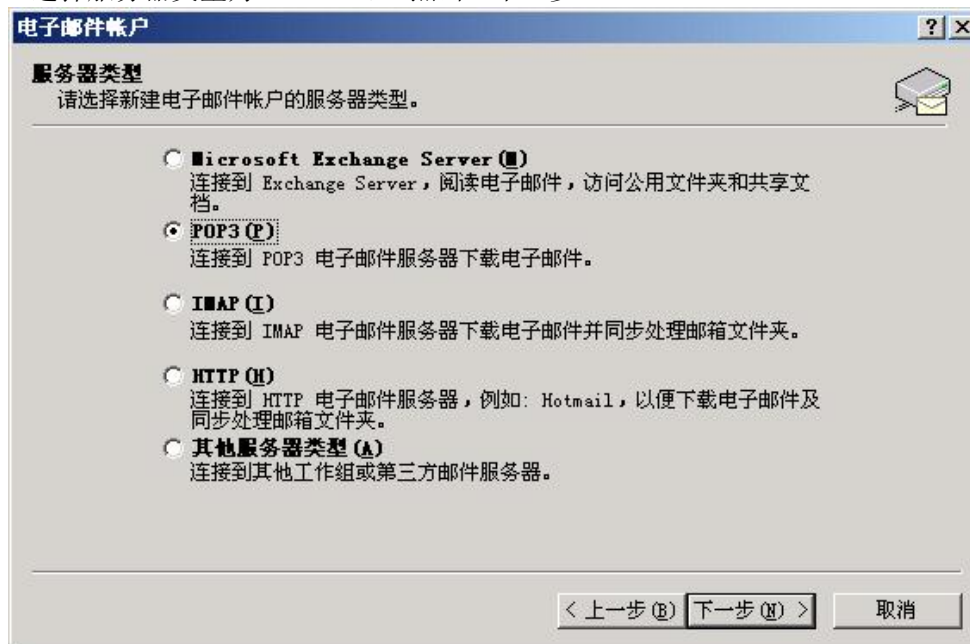 电子邮件帐户
服务器类型
请选择新建电子邮件帐户的服务器类型。
Microsoft Exchange Server(M)
连接到 Exchange Server，阅读电子邮件，访问公用文件夹和共享文
档。
POP3(P)
连接到 POP3 电子邮件服务器下载电子邮件。
IMAP(I)
连接到 IMAP 电子邮件服务器下载电子邮件并同步处理邮箱文件夹。
HTTP(H)
连接到 HTTP 电子邮件服务器，例如: Hotmail，以便下载电子邮件及
同步处理邮箱文件夹。
其他服务器类型(A)
连接到其他工作组或第三方邮件服务器。
< 上一步(B) 下一步(N) > 取消